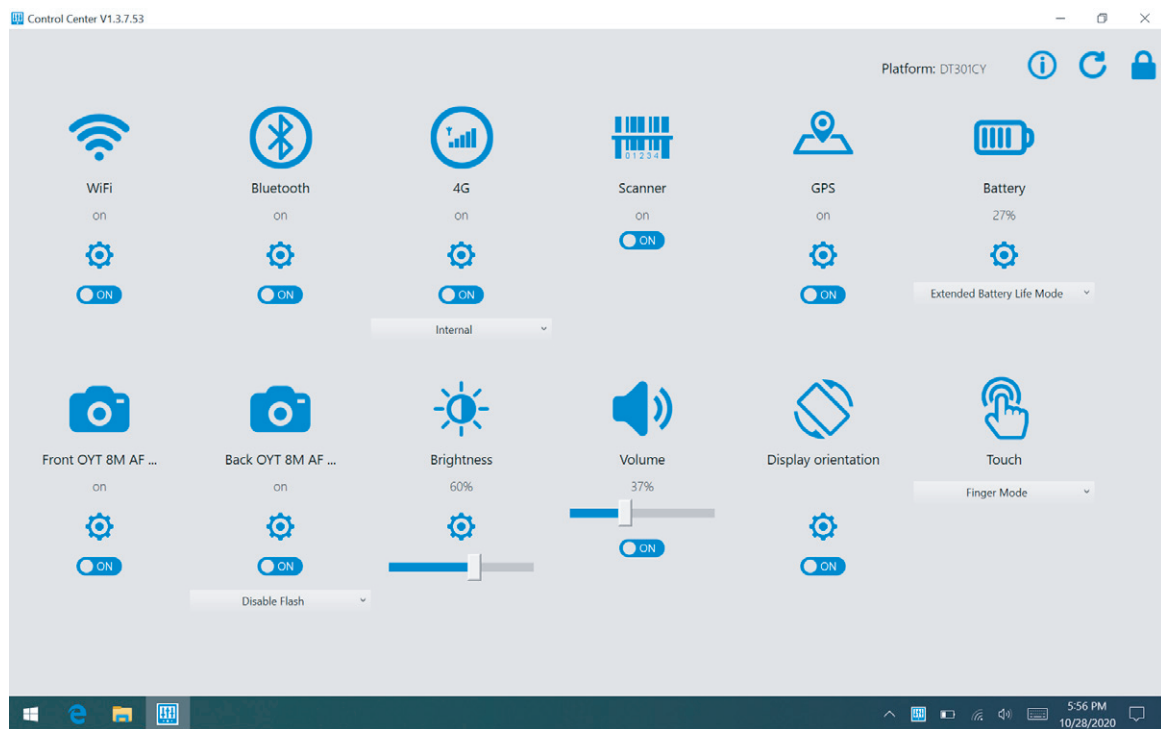 Control Center V1.3.7.53
Platform: DT301CY
01234
WiFi
Bluetooth
4G
Scanner
GPS
Battery
on
on
on
on
on
27%
ON
ON
ON
ON
ON
Extended Battery Life Mode
Internal
Front OYT 8M AF ...
Back OYT 8M AF ...
Brightness
Volume
Display orientation
Touch
on
on
60%
37%
Finger Mode
ON
ON
ON
ON
Disable Flash
5:56 PM
10/28/2020